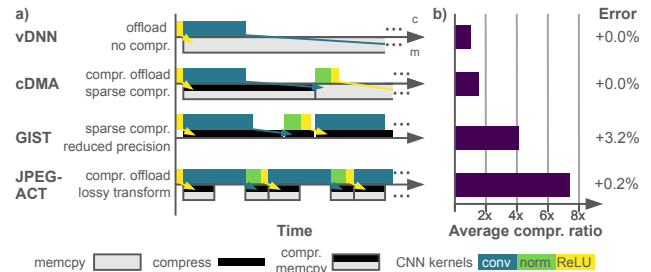 a)
b)
Error
vDNN
offload
no compr.
c
m
+0.0%
cDMA
compr. offload
sparse compr.
+0.0%
GIST
sparse compr.
reduced precision
+3.2%
JPEG-
ACT
compr. offload
lossy transform
+0.2%
2x 4x 6x 8x
Time
Average compr. ratio
memcpy
compress
compr.
memcpy
CNN kernels
conv
norm
ReLU